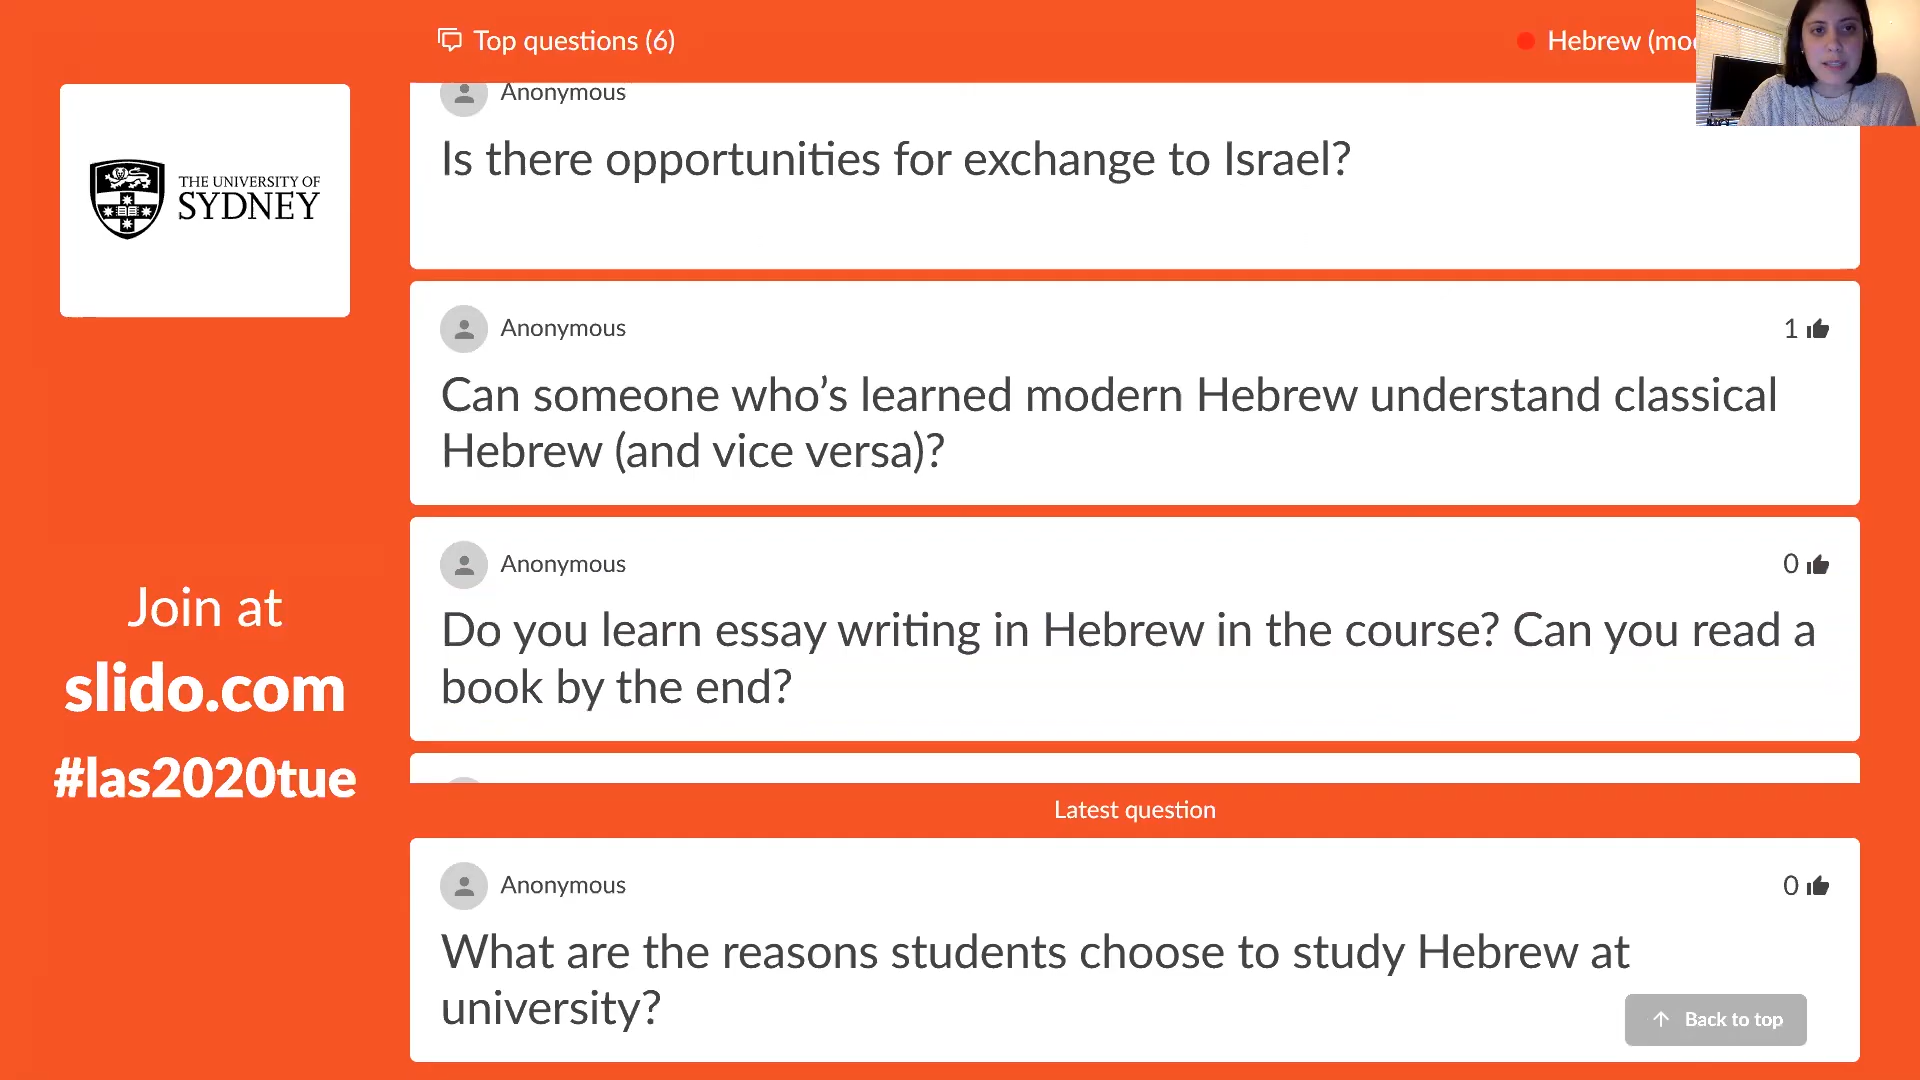 Top questions (6)
Hebrew (mo
THE UNIVERSITY OF
SYDNEY
Join at
slido.com
#las2020tue
Anonymous
Is there opportunities for exchange to Israel?
Anonymous
1
Can someone who’s learned modern Hebrew understand classical
Hebrew (and vice versa)?
Anonymous
0
Do you learn essay writing in Hebrew in the course? Can you read a
book by the end?
Latest question
Anonymous
0
What are the reasons students choose to study Hebrew at
university?
Back to top